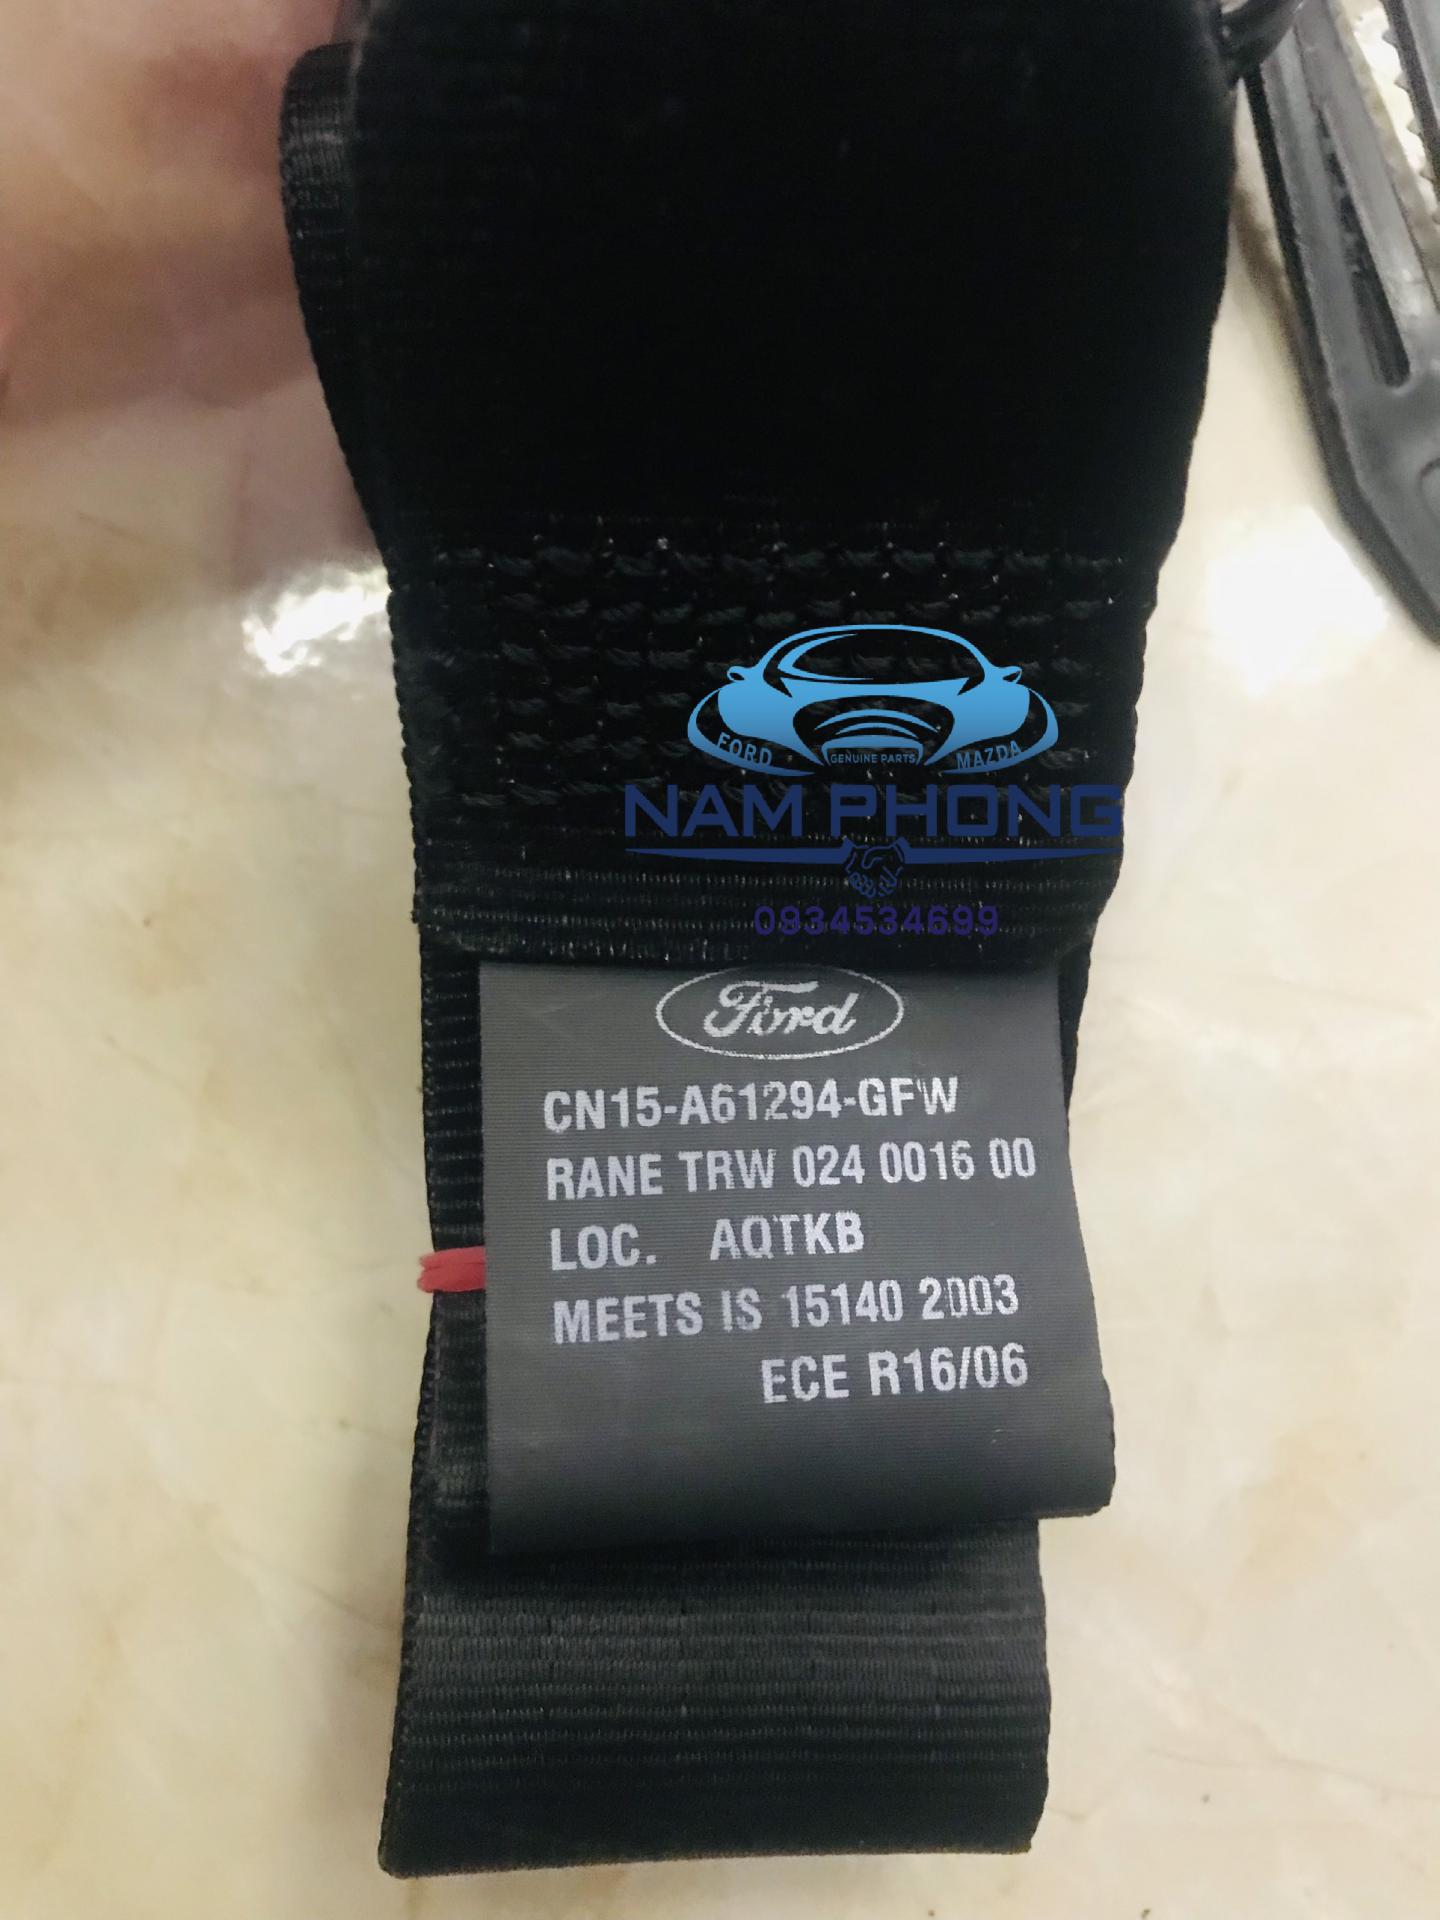 FORD
GENUINE PARTS
MAZDA
NAM PHONG
0934534699
Ford
CN15-A61294-GFW
RANE TRW 024 0016 00
LOC. AQTKB
MEETS IS 15140 2003
ECE R16/06